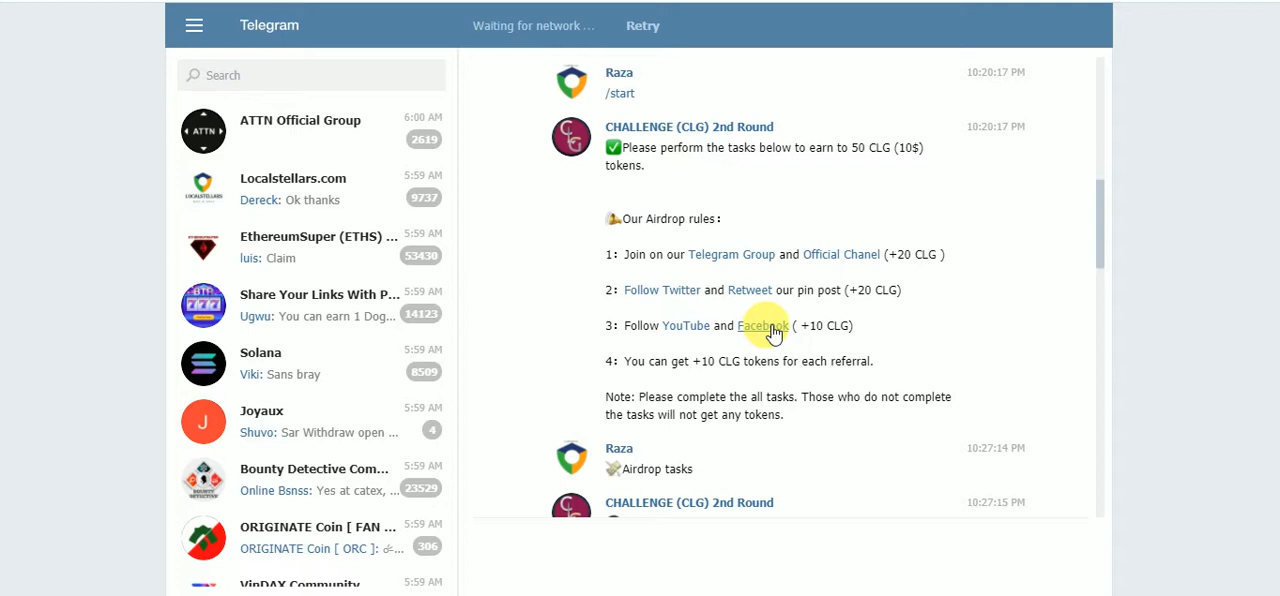 Telegram
Waiting for network ...
Retry
Search
ATTN
ATTN Official Group
6:00 AM
2619
LOCALSTELLARS
Localstellars.com
5:59 AM
Dereck: Ok thanks
9737
EthereumSuper (ETHS) ...
5:59 AM
luis: Claim
53430
BTA
777
Share Your Links With P...
5:59 AM
Ugwu: You can earn 1 Dog...
14123
Solana
5:59 AM
Viki: Sans bray
8509
J
Joyaux
5:59 AM
Shuvo: Sar Withdraw open ...
4
BOUNTY DETECTIVE
Bounty Detective Com...
5:59 AM
Online Bsnss: Yes at catex, ...
23529
ORIGINATE Coin [ FAN ...
5:59 AM
ORIGINATE Coin [ ORC ]:
306
VinDAX Community
5:59 AM
Raza
10:20:17 PM
/start
CLG
CHALLENGE (CLG) 2nd Round
10:20:17 PM
✅Please perform the tasks below to earn to 50 CLG (10$)
tokens.
Our Airdrop rules:
1: Join on our Telegram Group and Official Chanel (+20 CLG )
2: Follow Twitter and Retweet our pin post (+20 CLG)
3: Follow YouTube and Facebook ( +10 CLG)
4: You can get +10 CLG tokens for each referral.
Note: Please complete the all tasks. Those who do not complete
the tasks will not get any tokens.
Raza
10:27:14 PM
💸Airdrop tasks
CHALLENGE (CLG) 2nd Round
10:27:15 PM